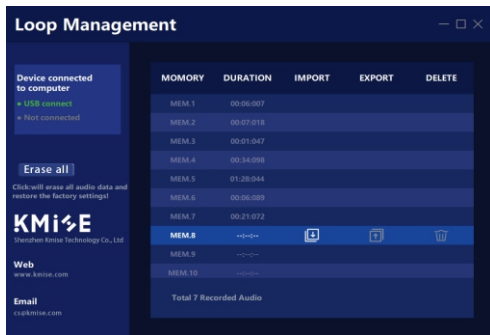 Loop Management
Device connected
to computer
• USB connect
• Not connected
Erase all
Click:will erase all audio data and
restore the factory settings!
KMiSE
Shenzhen Kmise Technology Co., Ltd
Web
www.kmise.com
Email
cs@kmise.com
MOMORY DURATION IMPORT EXPORT DELETE
MEM.1 00:06:007
MEM.2 00:07:018
MEM.3 00:01:047
MEM.4 00:34:098
MEM.5 01:28:044
MEM.6 00:06:089
MEM.7 00:21:072
MEM.8 --:--:--
MEM.9 --:--:--
MEM.10 --:--:--
Total 7 Recorded Audio